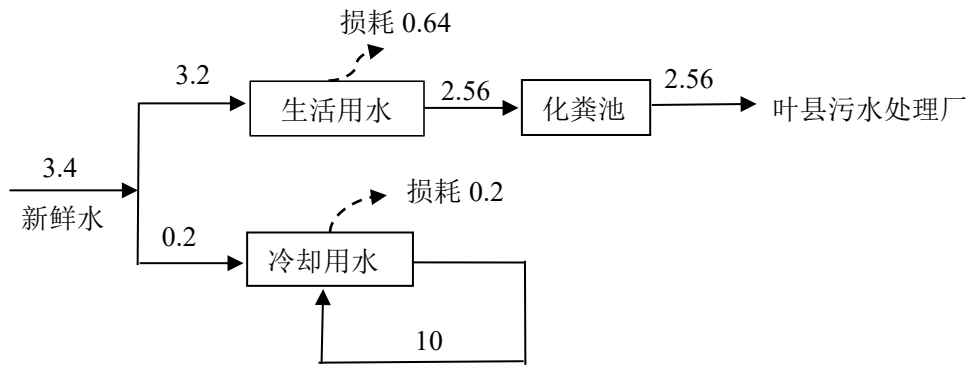 损耗 0.64
3.2
生活用水
2.56
化粪池
2.56
叶县污水处理厂
3.4
新鲜水
损耗 0.2
0.2
冷却用水
10